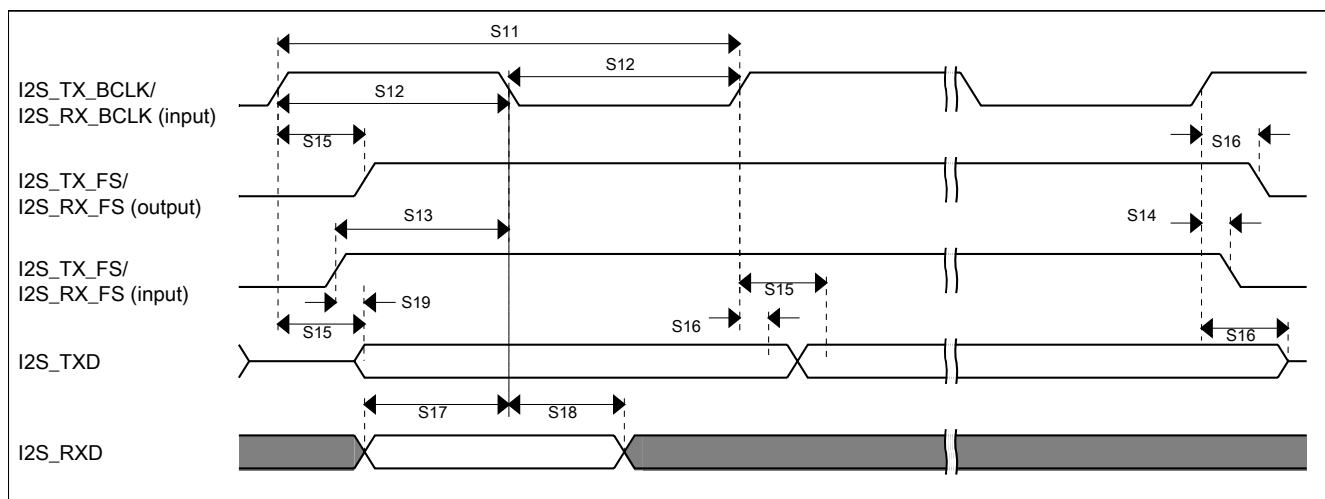 S11
S12
I2S_TX_BCLK/
I2S_RX_BCLK (input)
S12
S15
S16
I2S_TX_FS/
I2S_RX_FS (output)
S13
S14
I2S_TX_FS/
I2S_RX_FS (input)
S19
S15
S15
S16
S16
I2S_TXD
S17
S18
I2S_RXD